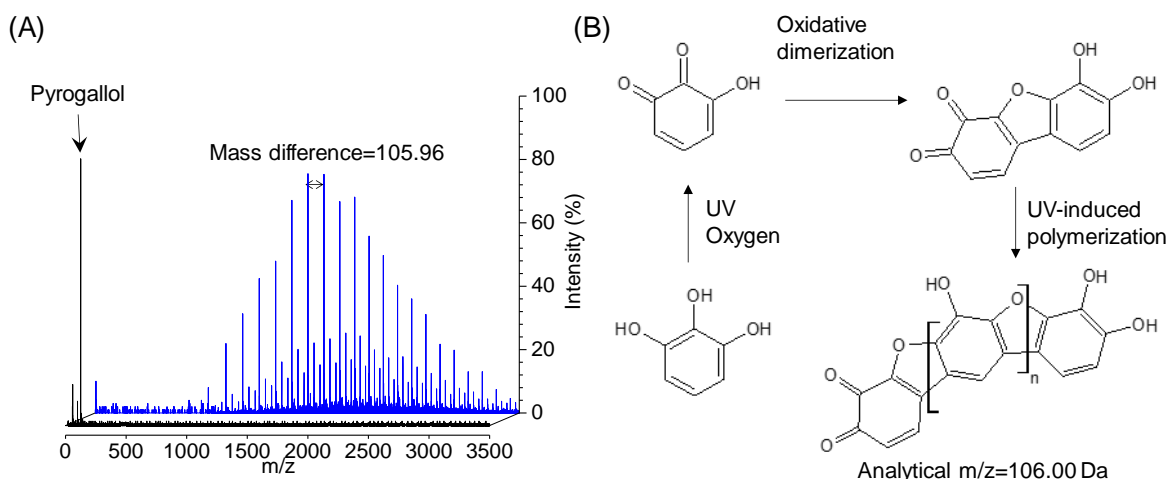 (A)
Pyrogallol
Mass difference=105.96
100
80
60
40
20
0
Intensity (%)
0 500 1000 1500 2000 2500 3000 3500
m/z
(B)
Oxidative
dimerization
O
O
OH
O
O
O
OH
OH
UV
Oxygen
UV-induced
polymerization
HO
OH
OH
O
O
O
HO
O
OH
OH
n
Analytical m/z=106.00 Da